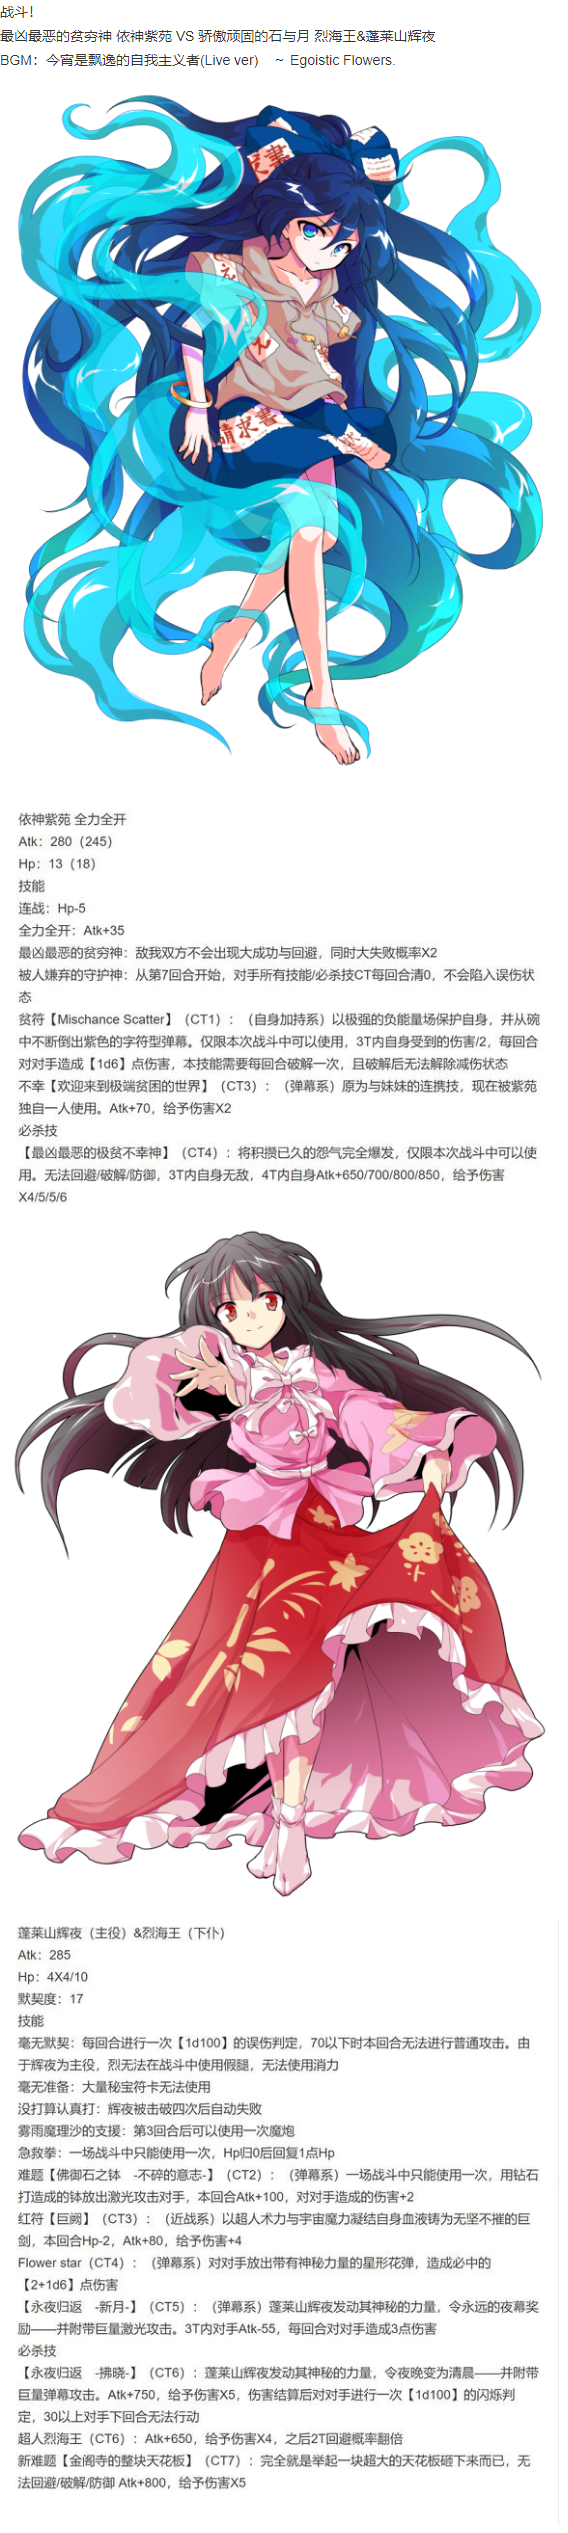 战斗！
最凶最恶的贫穷神 依神紫苑 VS 骄傲顽固的石与月 烈海王&蓬莱山辉夜
BGM：今宵是飘逸的自我主义者(Live ver)　～ Egoistic Flowers.
請求書
依神紫苑 全力全开
Atk：280（245）
Hp：13（18）
技能
连战：Hp-5
全力全开：Atk+35
最凶最恶的贫穷神：敌我双方不会出现大成功与回避，同时大失败概率X2
被人嫌弃的守护神：从第7回合开始，对手所有技能/必杀技CT每回合清0，不会陷入误伤状
态
贫符【Mischance Scatter】（CT1）：（自身加持系）以极强的负能量场保护自身，并从碗
中不断倒出紫色的字符型弹幕。仅限本次战斗中可以使用，3T内自身受到的伤害/2，每回合
对对手造成【1d6】点伤害，本技能需要每回合破解一次，且破解后无法解除减伤状态
不幸【欢迎来到极端贫困的世界】（CT3）：（弹幕系）原为与妹妹的连携技，现在被紫苑
独自一人使用。Atk+70，给予伤害X2
必杀技
【最凶最恶的极贫不幸神】（CT4）：将积攒已久的怨气完全爆发，仅限本次战斗中可以使
用。无法回避/破解/防御，3T内自身无敌，4T内自身Atk+650/700/800/850，给予伤害
X4/5/5/6
蓬莱山辉夜（主役）&烈海王（下仆）
Atk：285
Hp：4X4/10
默契度：17
技能
毫无默契：每回合进行一次【1d100】的误伤判定，70以下时本回合无法进行普通攻击。由
于辉夜为主役，烈无法在战斗中使用假腿，无法使用消力
毫无准备：大量秘宝符卡无法使用
没打算认真打：辉夜被击破四次后自动失败
雾雨魔理沙的支援：第3回合后可以使用一次魔炮
急救拳：一场战斗中只能使用一次，Hp归0后回复1点Hp
难题【佛御石之钵　-不碎的意志-】（CT2）：（弹幕系）一场战斗中只能使用一次，用钻石
打造成的钵放出激光攻击对手，本回合Atk+100，对对手造成的伤害+2
红符【巨阙】（CT3）：（近战系）以超人术力与宇宙魔力凝结自身血液铸为无坚不摧的巨
剑，本回合Hp-2，Atk+80，给予伤害+4
Flower star（CT4）：（弹幕系）对对手放出带有神秘力量的星形花弹，造成必中的
【2+1d6】点伤害
【永夜归返　-新月-】（CT5）：（弹幕系）蓬莱山辉夜发动其神秘的力量，令永远的夜幕奖
励——并附带巨量激光攻击。3T内对手Atk-55，每回合对对手造成3点伤害
必杀技
【永夜归返　-拂晓-】（CT6）：蓬莱山辉夜发动其神秘的力量，令夜晚变为清晨——并附带
巨量弹幕攻击。Atk+750，给予伤害X5，伤害结算后对对手进行一次【1d100】的闪烁判
定，30以上对手下回合无法行动
超人烈海王（CT6）：Atk+650，给予伤害X4，之后2T回避概率翻倍
新难题【金阁寺的整块天花板】（CT7）：完全就是举起一块超大的天花板砸下来而已，无
法回避/破解/防御 Atk+800，给予伤害X5